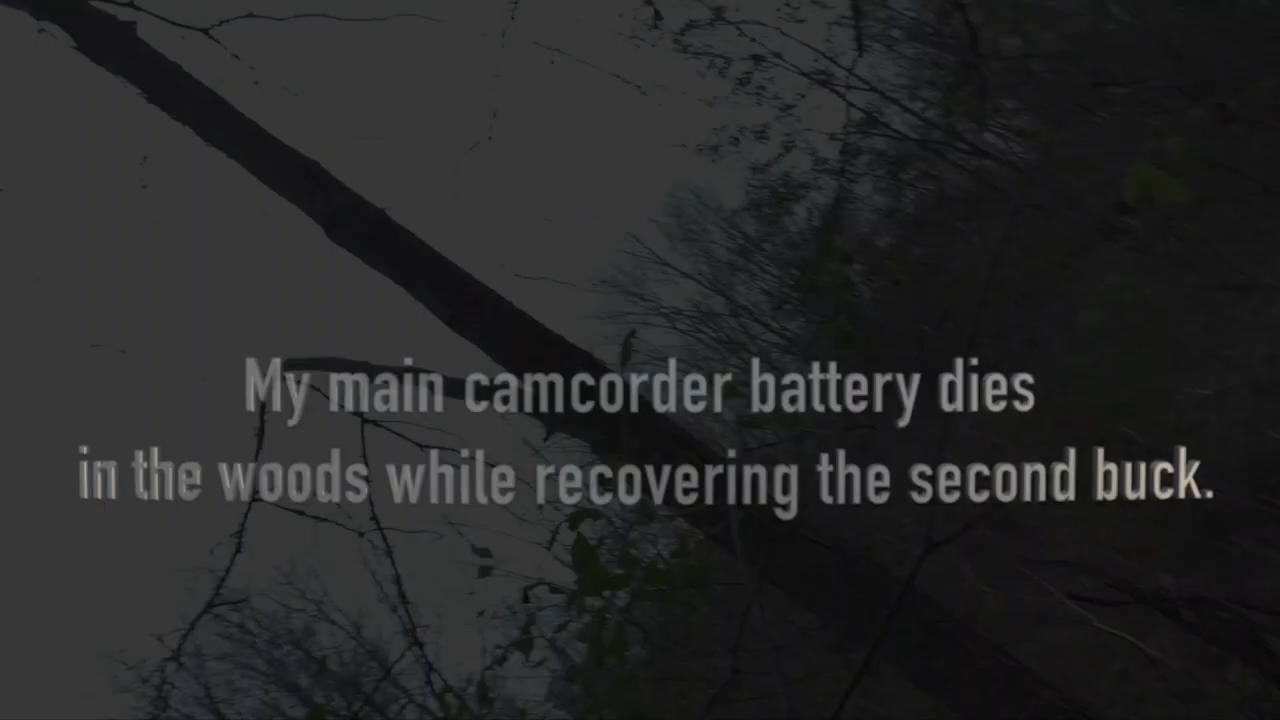 My main camcorder battery dies
in the woods while recovering the second buck.